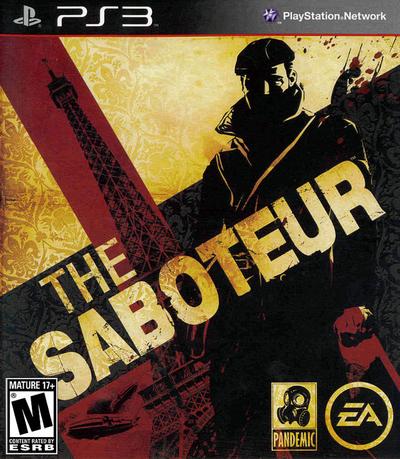 PS3
PlayStation®Network
THE
SABOTEUR
MATURE 17+
M
CONTENT RATED BY
ESRB
PANDEMIC
EA